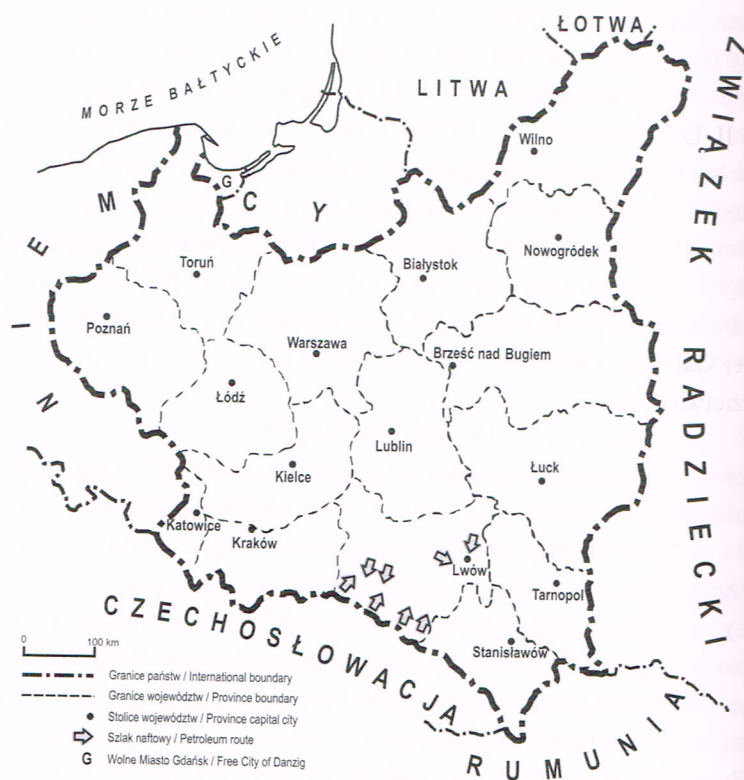 ŁOTWA
LITWA
MORZE BAŁTYCKIE
ZWIĄZEK RADZIECKI
Wilno
G
NIEMCY
Nowogródek
Toruń
Białystok
Poznań
Warszawa
Brześć nad Bugiem
Łódź
Lublin
Kielce
Łuck
Katowice
Kraków
Lwów
Tarnopol
CZECHOSŁOWACJA
Stanisławów
RUMUNIA
0 100 km
Granice państw / International boundary
Granice województw / Province boundary
Stolice województw / Province capital city
Szlak naftowy / Petroleum route
G Wolne Miasto Gdańsk / Free City of Danzig